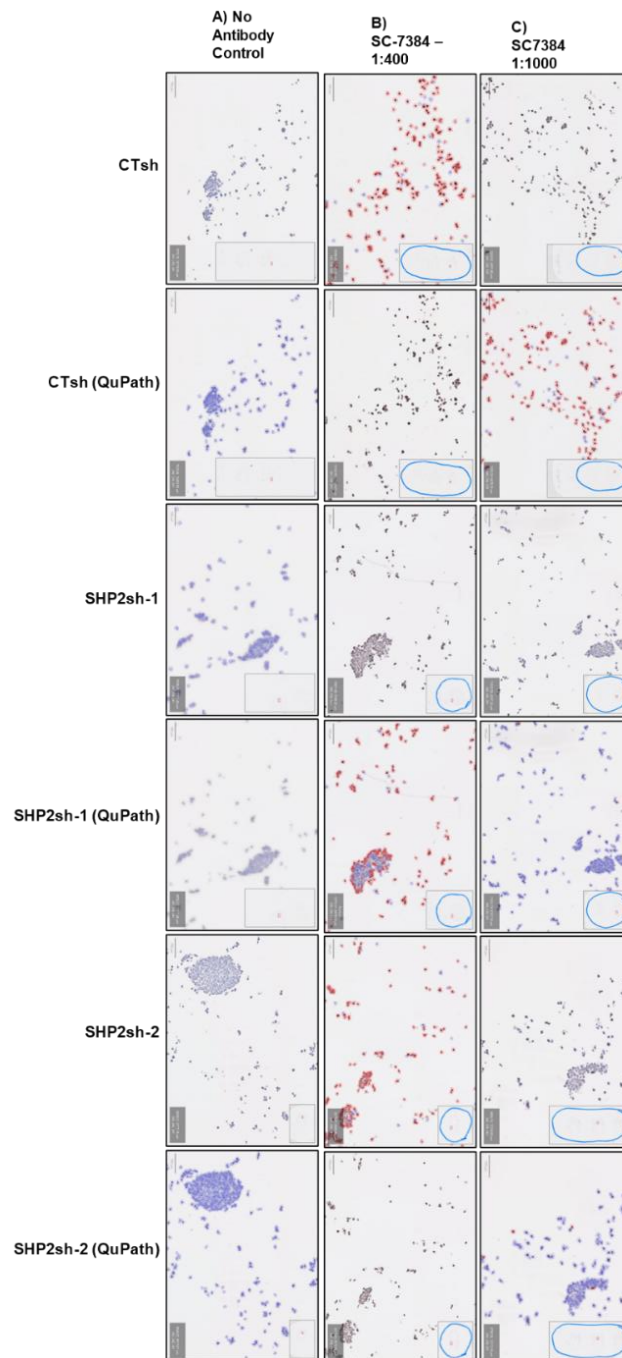 A) No
Antibody
Control
B)
SC-7384 –
1:400
C)
SC7384
1:1000
CTsh
CTsh (QuPath)
SHP2sh-1
SHP2sh-1 (QuPath)
SHP2sh-2
SHP2sh-2 (QuPath)